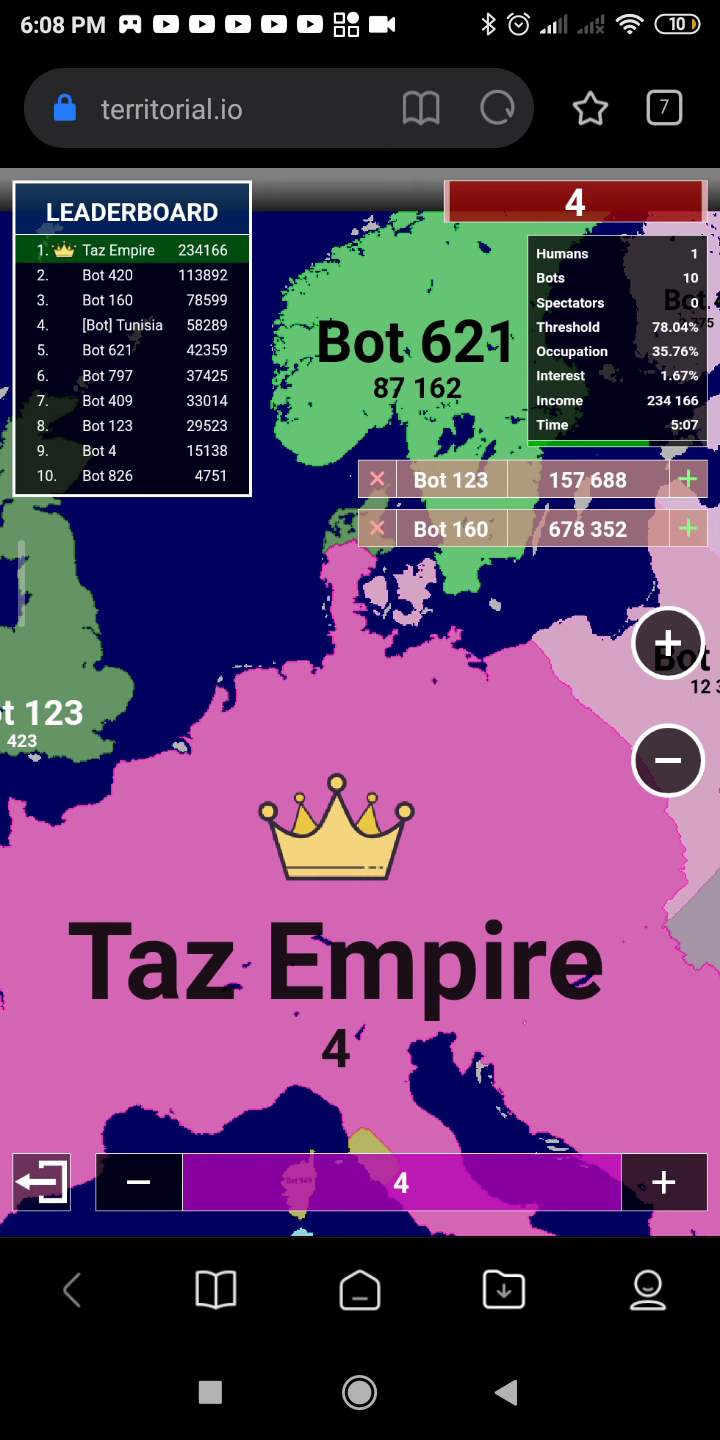 6:08 PM
10
territorial.io
7
LEADERBOARD
1. Taz Empire 234166
2. Bot 420 113892
3. Bot 160 78599
4. [Bot] Tunisia 58289
5. Bot 621 42359
6. Bot 797 37425
7. Bot 409 33014
8. Bot 123 29523
9. Bot 4 15138
10. Bot 826 4751
4
Humans 1
Bots 10
Spectators 0
Threshold 78.04%
Occupation 35.76%
Interest 1.67%
Income 234 166
Time 5:07
Bot 621
87 162
Bot 123 157 688
Bot 160 678 352
Bot
t 123
423
Taz Empire
4
Bot 949
4